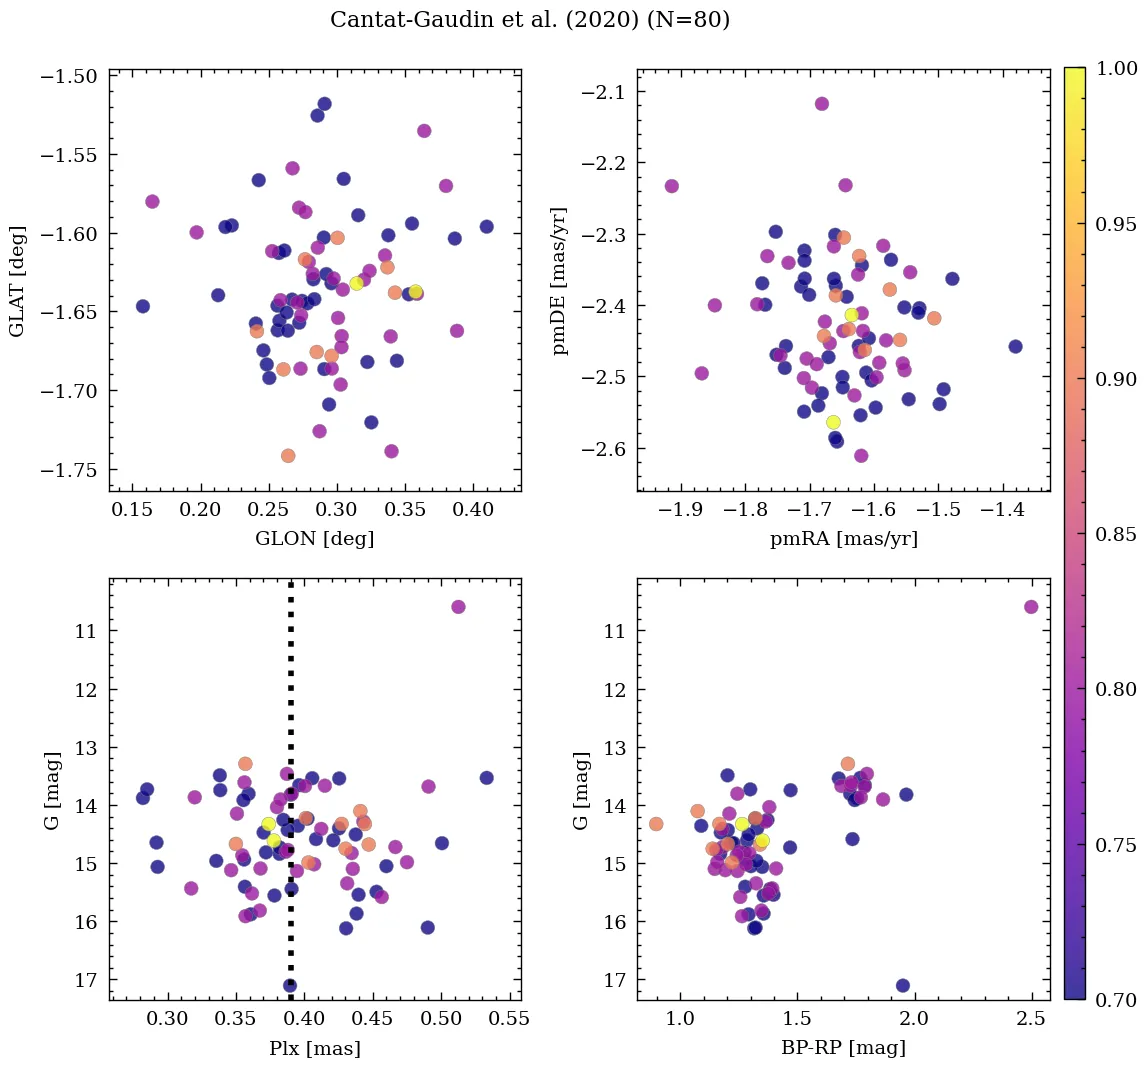 Cantat-Gaudin et al. (2020) (N=80)
−1.50
−1.55
−1.60
−1.65
−1.70
−1.75
GLAT [deg]
0.15 0.20 0.25 0.30 0.35 0.40
GLON [deg]
−2.1
−2.2
−2.3
−2.4
−2.5
−2.6
pmDE [mas/yr]
−1.9 −1.8 −1.7 −1.6 −1.5 −1.4
pmRA [mas/yr]
11
12
13
14
15
16
17
G [mag]
0.30 0.35 0.40 0.45 0.50 0.55
Plx [mas]
11
12
13
14
15
16
17
G [mag]
1.0 1.5 2.0 2.5
BP-RP [mag]
1.00
0.95
0.90
0.85
0.80
0.75
0.70